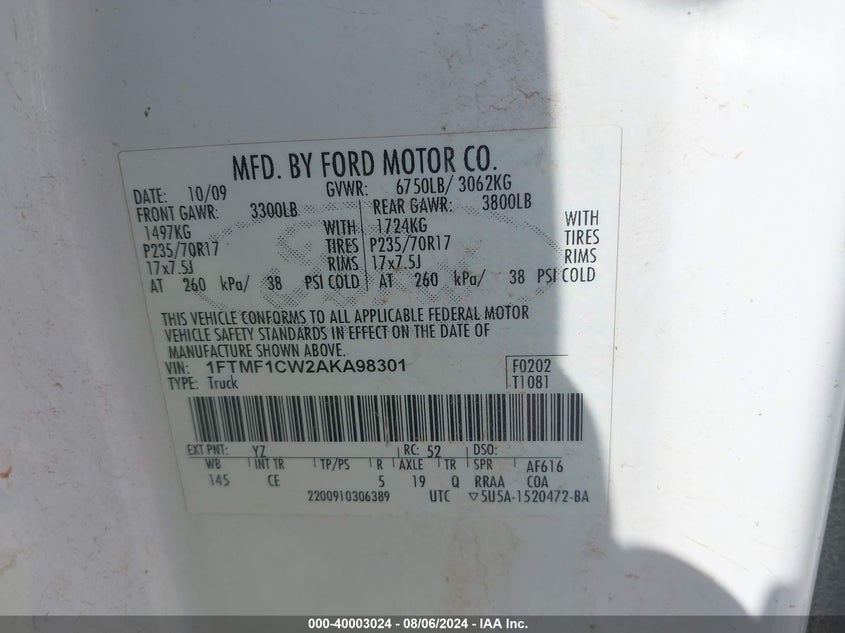 MFD. BY FORD MOTOR CO.
DATE: 10/09 GVWR: 6750LB/ 3062KG
FRONT GAWR: 3300LB REAR GAWR: 3800LB
1497KG WITH 1724KG WITH
P235/70R17 TIRES P235/70R17 TIRES
17x7.5J RIMS 17x7.5J RIMS
AT 260 kPa/ 38 PSI COLD AT 260 kPa/ 38 PSI COLD
THIS VEHICLE CONFORMS TO ALL APPLICABLE FEDERAL MOTOR
VEHICLE SAFETY STANDARDS IN EFFECT ON THE DATE OF
MANUFACTURE SHOWN ABOVE.
VIN: 1FTMF1CW2AKA98301 F0202
TYPE: Truck T1081
EXT PNT: YZ RC: 52 DSO:
WB INT TR TP/PS R AXLE TR SPR AF616
145 CE 5 19 Q RRAA COA
2200910306389 UTC ▽5U5A-1520472-BA
000-40003024 - 08/06/2024 - IAA Inc.